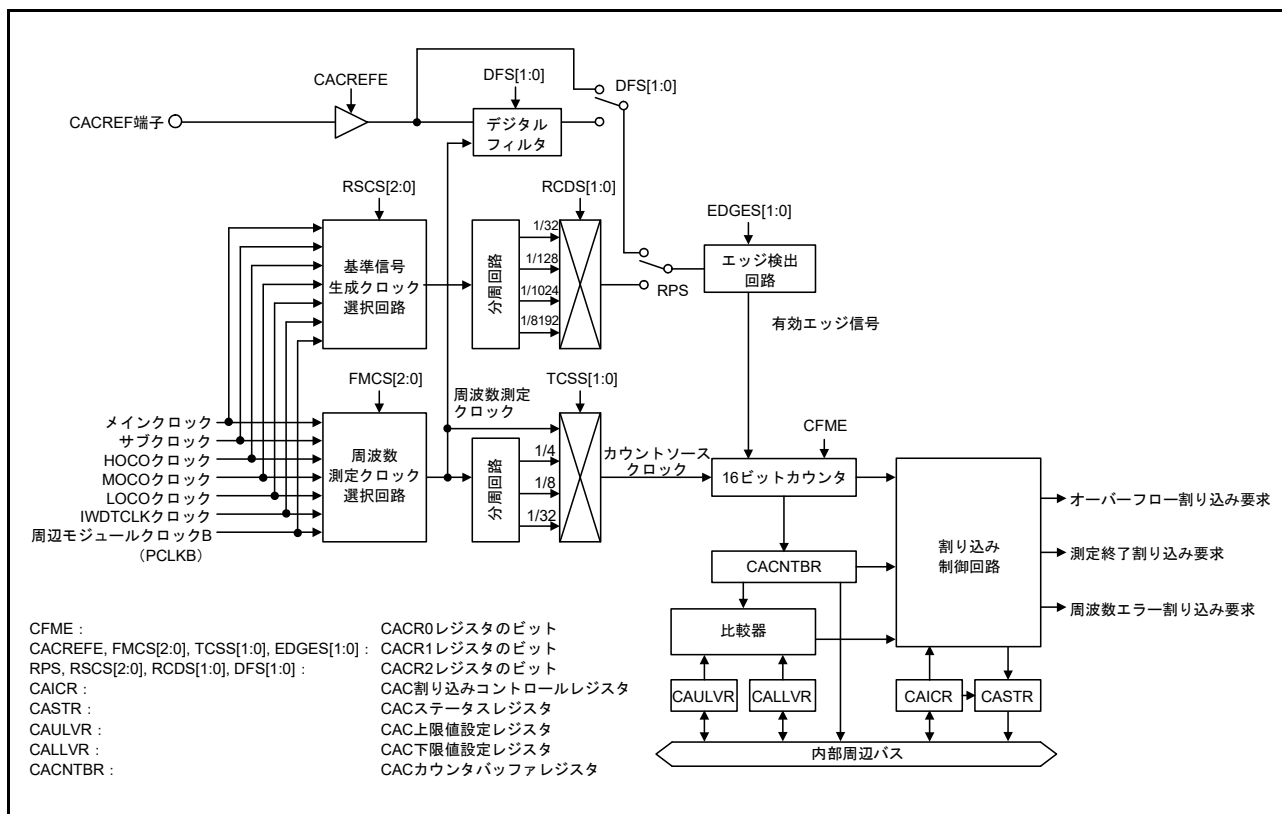 CACREFE
DFS[1:0]
DFS[1:0]
CACREF端子
デジタル
フィルタ
RSCS[2:0]
RCDS[1:0]
EDGES[1:0]
基準信号
生成クロック
選択回路
分周回路
1/32
1/128
1/1024
1/8192
RPS
エッジ検出
回路
有効エッジ信号
FMCS[2:0]
周波数測定
クロック
TCSS[1:0]
CFME
メインクロック
サブクロック
HOCOクロック
MOCOクロック
LOCOクロック
IWDTCLKクロック
周辺モジュールクロックB
(PCLKB)
周波数
測定クロック
選択回路
分周回路
1/4
1/8
1/32
カウントソース
クロック
16ビットカウンタ
CACNTBR
比較器
CAULVR
CALLVR
割り込み
制御回路
CAICR
CASTR
オーバーフロー割り込み要求
測定終了割り込み要求
周波数エラー割り込み要求
内部周辺バス
CFME : CACR0レジスタのビット
CACREFE, FMCS[2:0], TCSS[1:0], EDGES[1:0] : CACR1レジスタのビット
RPS, RSCS[2:0], RCDS[1:0], DFS[1:0] : CACR2レジスタのビット
CAICR : CAC割り込みコントロールレジスタ
CASTR : CACステータスレジスタ
CAULVR : CAC上限値設定レジスタ
CALLVR : CAC下限値設定レジスタ
CACNTBR : CACカウンタバッファレジスタ